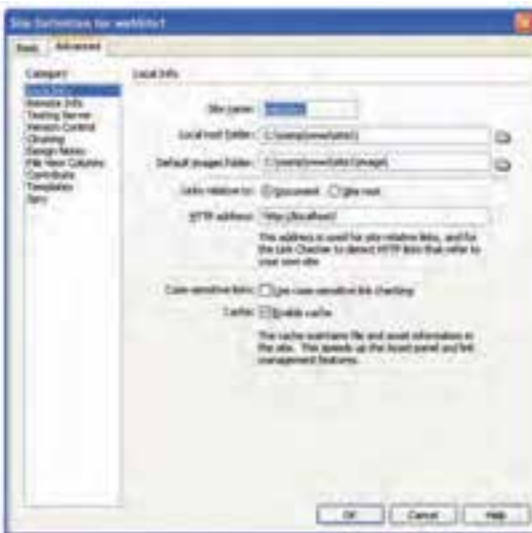 Site Definition for website1
Basic
Advanced
Category
Local Info
Remote Info
Testing Server
Version Control
Cloaking
Design Notes
File View Columns
Contribute
Templates
Spry
Local Info
Site name:
Local root folder:
Default images folder:
Links relative to: Document Site root
HTTP address: http://localhost/
This address is used for site relative links, and for
the Link Checker to detect HTTP links that refer to
your own site
Case-sensitive links: Use case-sensitive link checking
Cache: Enable cache
The cache maintains file and asset information in
the site. This speeds up the Asset panel and link
management features.
OK
Cancel
Help